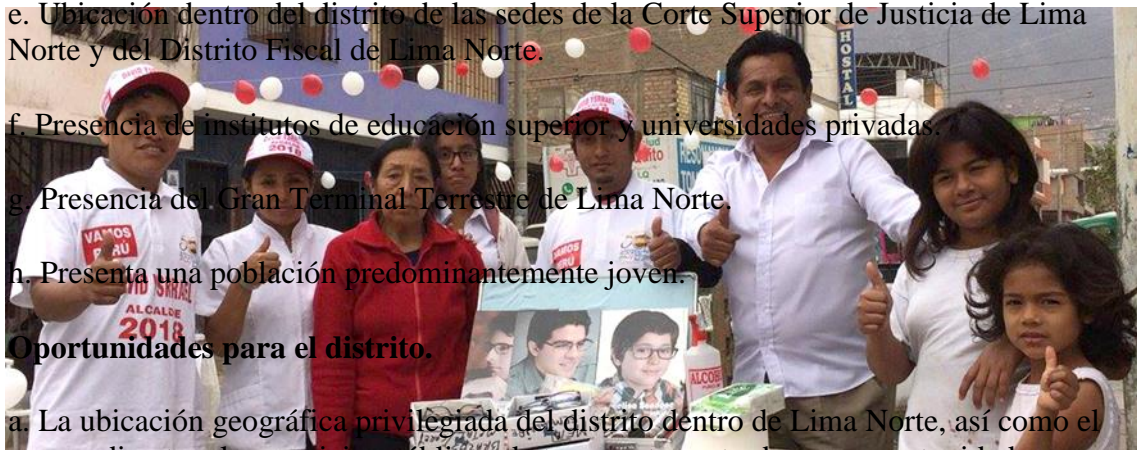 e. Ubicación dentro del distrito de las sedes de la Corte Superior de Justicia de Lima
Norte y del Distrito Fiscal de Lima Norte.
f. Presencia de institutos de educación superior y universidades privadas.
g. Presencia del Gran Terminal Terrestre de Lima Norte.
h. Presenta una población predominantemente joven.
Oportunidades para el distrito.
a. La ubicación geográfica privilegiada del distrito dentro de Lima Norte, así como el
HOSTAL
2018
VAMOS
PERÚ
ALCALDE
2018
VAMOS
PERÚ
ALCOHOL